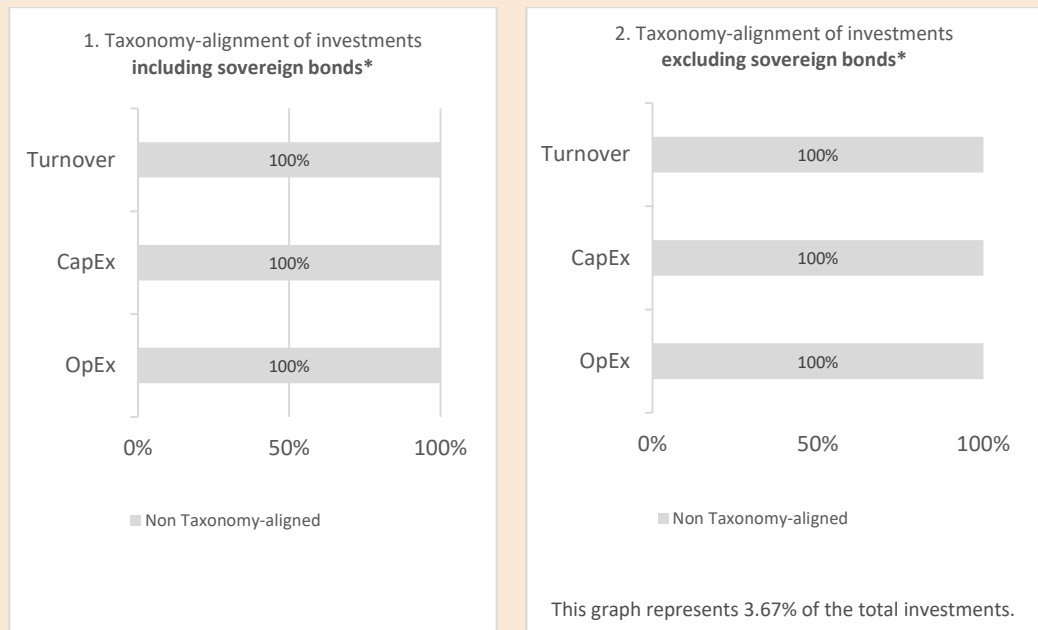 1. Taxonomy-alignment of investments
including sovereign bonds*
Turnover
100%
CapEx
100%
OpEx
100%
0%
50%
100%
Non Taxonomy-aligned
2. Taxonomy-alignment of investments
excluding sovereign bonds*
Turnover
100%
CapEx
100%
OpEx
100%
0%
50%
100%
Non Taxonomy-aligned
This graph represents 3.67% of the total investments.